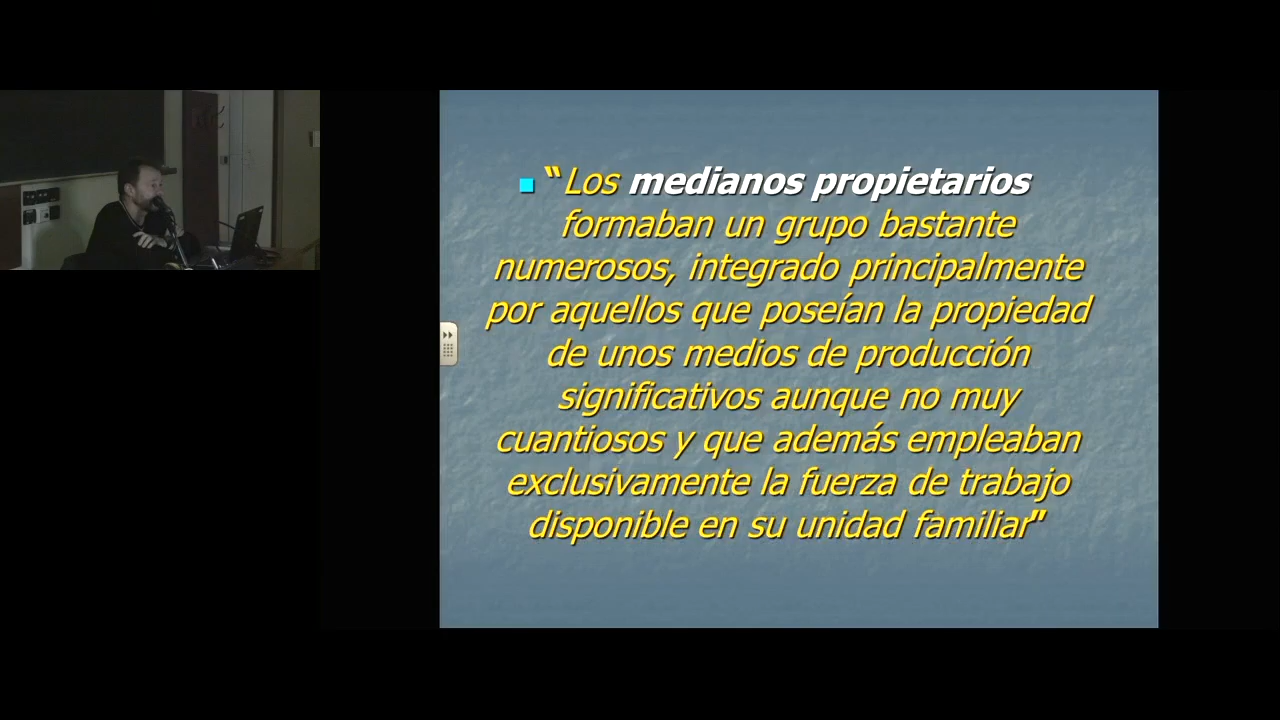 “Los medianos propietarios
formaban un grupo bastante
numerosos, integrado principalmente
por aquellos que poseían la propiedad
de unos medios de producción
significativos aunque no muy
cuantiosos y que además empleaban
exclusivamente la fuerza de trabajo
disponible en su unidad familiar”